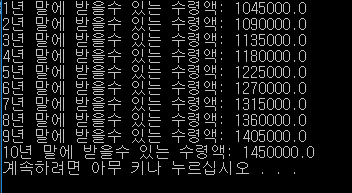 1년 말에 받을수 있는 수령액: 1045000.0
2년 말에 받을수 있는 수령액: 1090000.0
3년 말에 받을수 있는 수령액: 1135000.0
4년 말에 받을수 있는 수령액: 1180000.0
5년 말에 받을수 있는 수령액: 1225000.0
6년 말에 받을수 있는 수령액: 1270000.0
7년 말에 받을수 있는 수령액: 1315000.0
8년 말에 받을수 있는 수령액: 1360000.0
9년 말에 받을수 있는 수령액: 1405000.0
10년 말에 받을수 있는 수령액: 1450000.0
계속하려면 아무 키나 누르십시오 . . .